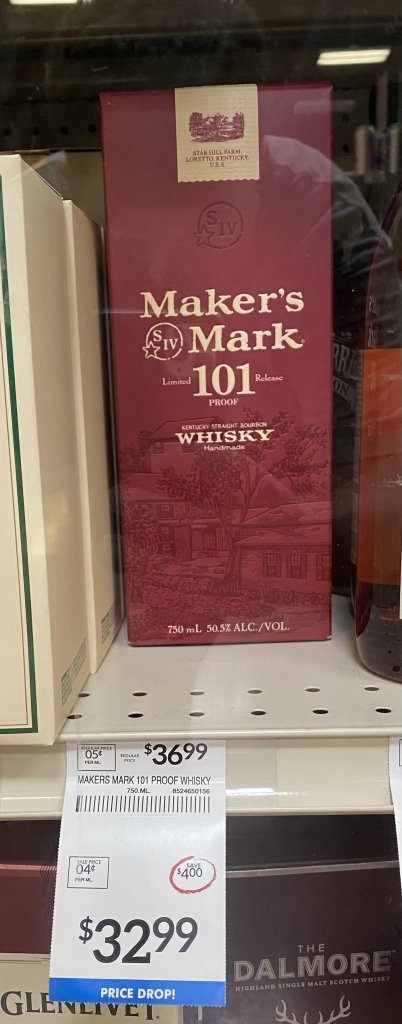 STAR HILL FARM,
LORETTO, KENTUCKY,
U.S.A.
S IV
Maker's
S IV Mark
Limited 101 Release
PROOF
KENTUCKY STRAIGHT BOURBON
WHISKY
Handmade
750 mL 50.5% ALC./VOL.
REGULAR PRICE
05¢
PER ML.
REGULAR
PRICE
$36.99
MAKERS MARK 101 PROOF WHISKY
750 ML 8524650156
SALE PRICE
04¢
PER ML.
SAVE
$4.00
$32.99
PRICE DROP!
THE
DALMORE
HIGHLAND SINGLE MALT SCOTCH WHISKY
GLENLIVET